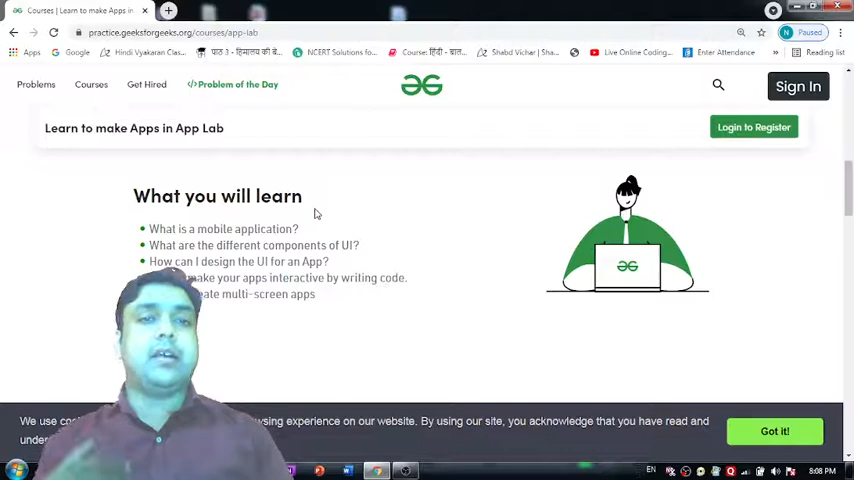 Courses | Learn to make Apps in
practice.geeksforgeeks.org/courses/app-lab
Paused
Apps
Google
Hindi Vyakaran Clas...
पाठ 3 - हिमालय की बे...
NCERT Solutions fo...
Course: हिंदी - बाल...
Shabd Vichar | Sha...
Live Online Coding...
Enter Attendance
»
Reading list
Problems
Courses
Get Hired
</>Problem of the Day
Sign In
Learn to make Apps in App Lab
Login to Register
What you will learn
What is a mobile application?
What are the different components of UI?
How can I design the UI for an App?
make your apps interactive by writing code.
multi-screen apps
We use wsing experience on our website. By using our site, you acknowledge that you have read and
Got it!
EN
8:08 PM